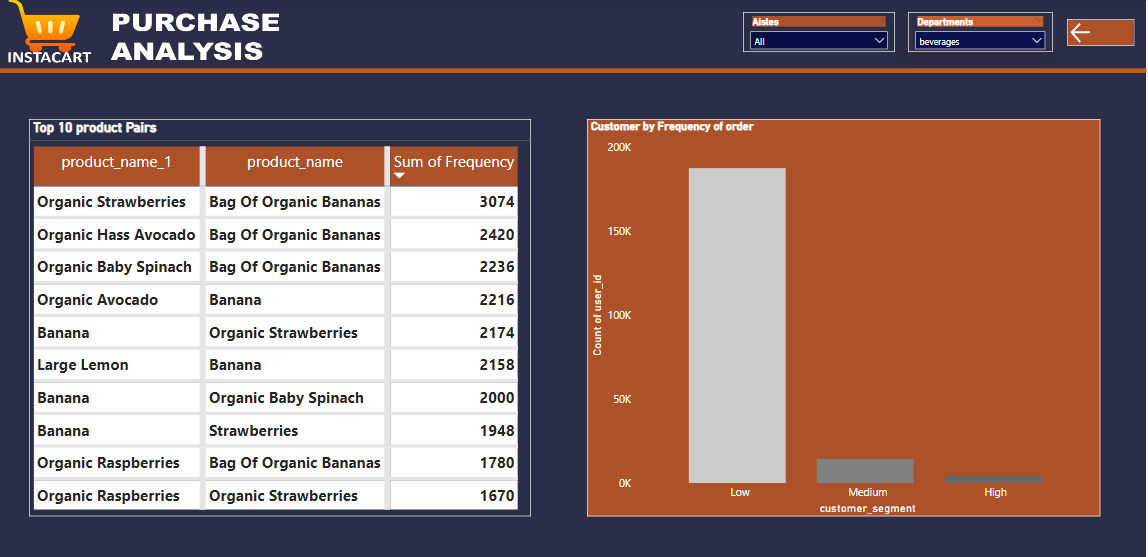 INSTACART
PURCHASE
ANALYSIS
Aisles
All
Departments
beverages
Top 10 product Pairs
product_name_1 product_name Sum of Frequency
Organic Strawberries Bag Of Organic Bananas 3074
Organic Hass Avocado Bag Of Organic Bananas 2420
Organic Baby Spinach Bag Of Organic Bananas 2236
Organic Avocado Banana 2216
Banana Organic Strawberries 2174
Large Lemon Banana 2158
Banana Organic Baby Spinach 2000
Banana Strawberries 1948
Organic Raspberries Bag Of Organic Bananas 1780
Organic Raspberries Organic Strawberries 1670
Customer by Frequency of order
200K
150K
100K
50K
0K
Count of user_id
Low Medium High
customer_segment